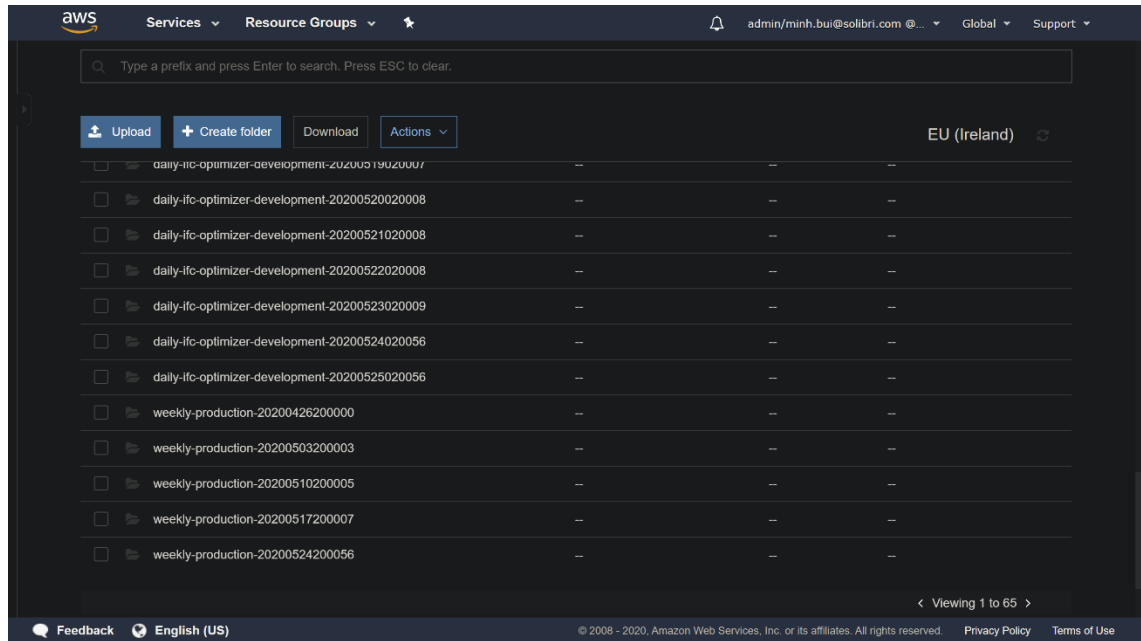 aws Services Resource Groups admin/minh.bui@solibri.com @... Global Support
Type a prefix and press Enter to search. Press ESC to clear.
Upload Create folder Download Actions EU (Ireland)
daily-ifc-optimizer-development-20200519020007 -- -- --
daily-ifc-optimizer-development-20200520020008 -- -- --
daily-ifc-optimizer-development-20200521020008 -- -- --
daily-ifc-optimizer-development-20200522020008 -- -- --
daily-ifc-optimizer-development-20200523020009 -- -- --
daily-ifc-optimizer-development-20200524020056 -- -- --
daily-ifc-optimizer-development-20200525020056 -- -- --
weekly-production-20200426200000 -- -- --
weekly-production-20200503200003 -- -- --
weekly-production-20200510200005 -- -- --
weekly-production-20200517200007 -- -- --
weekly-production-20200524200056 -- -- --
Viewing 1 to 65
Feedback English (US) © 2008 - 2020, Amazon Web Services, Inc. or its affiliates. All rights reserved. Privacy Policy Terms of Use